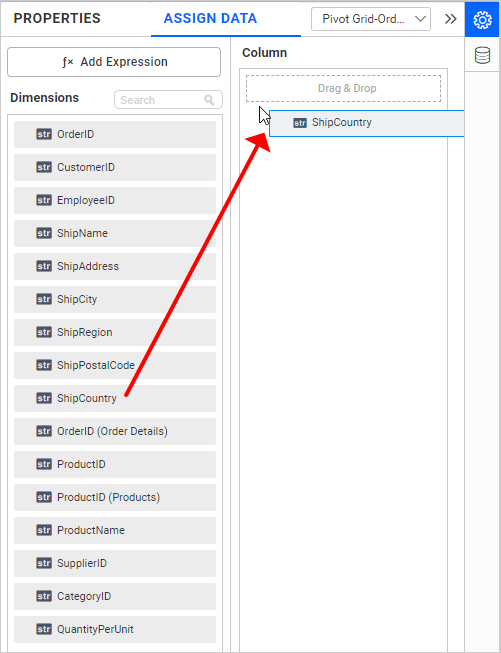 PROPERTIES
ASSIGN DATA
Pivot Grid-Ord...
ƒx Add Expression
Dimensions
Search
Column
Drag & Drop
str ShipCountry
str OrderID
str CustomerID
str EmployeeID
str ShipName
str ShipAddress
str ShipCity
str ShipRegion
str ShipPostalCode
str ShipCountry
str OrderID (Order Details)
str ProductID
str ProductID (Products)
str ProductName
str SupplierID
str CategoryID
str QuantityPerUnit